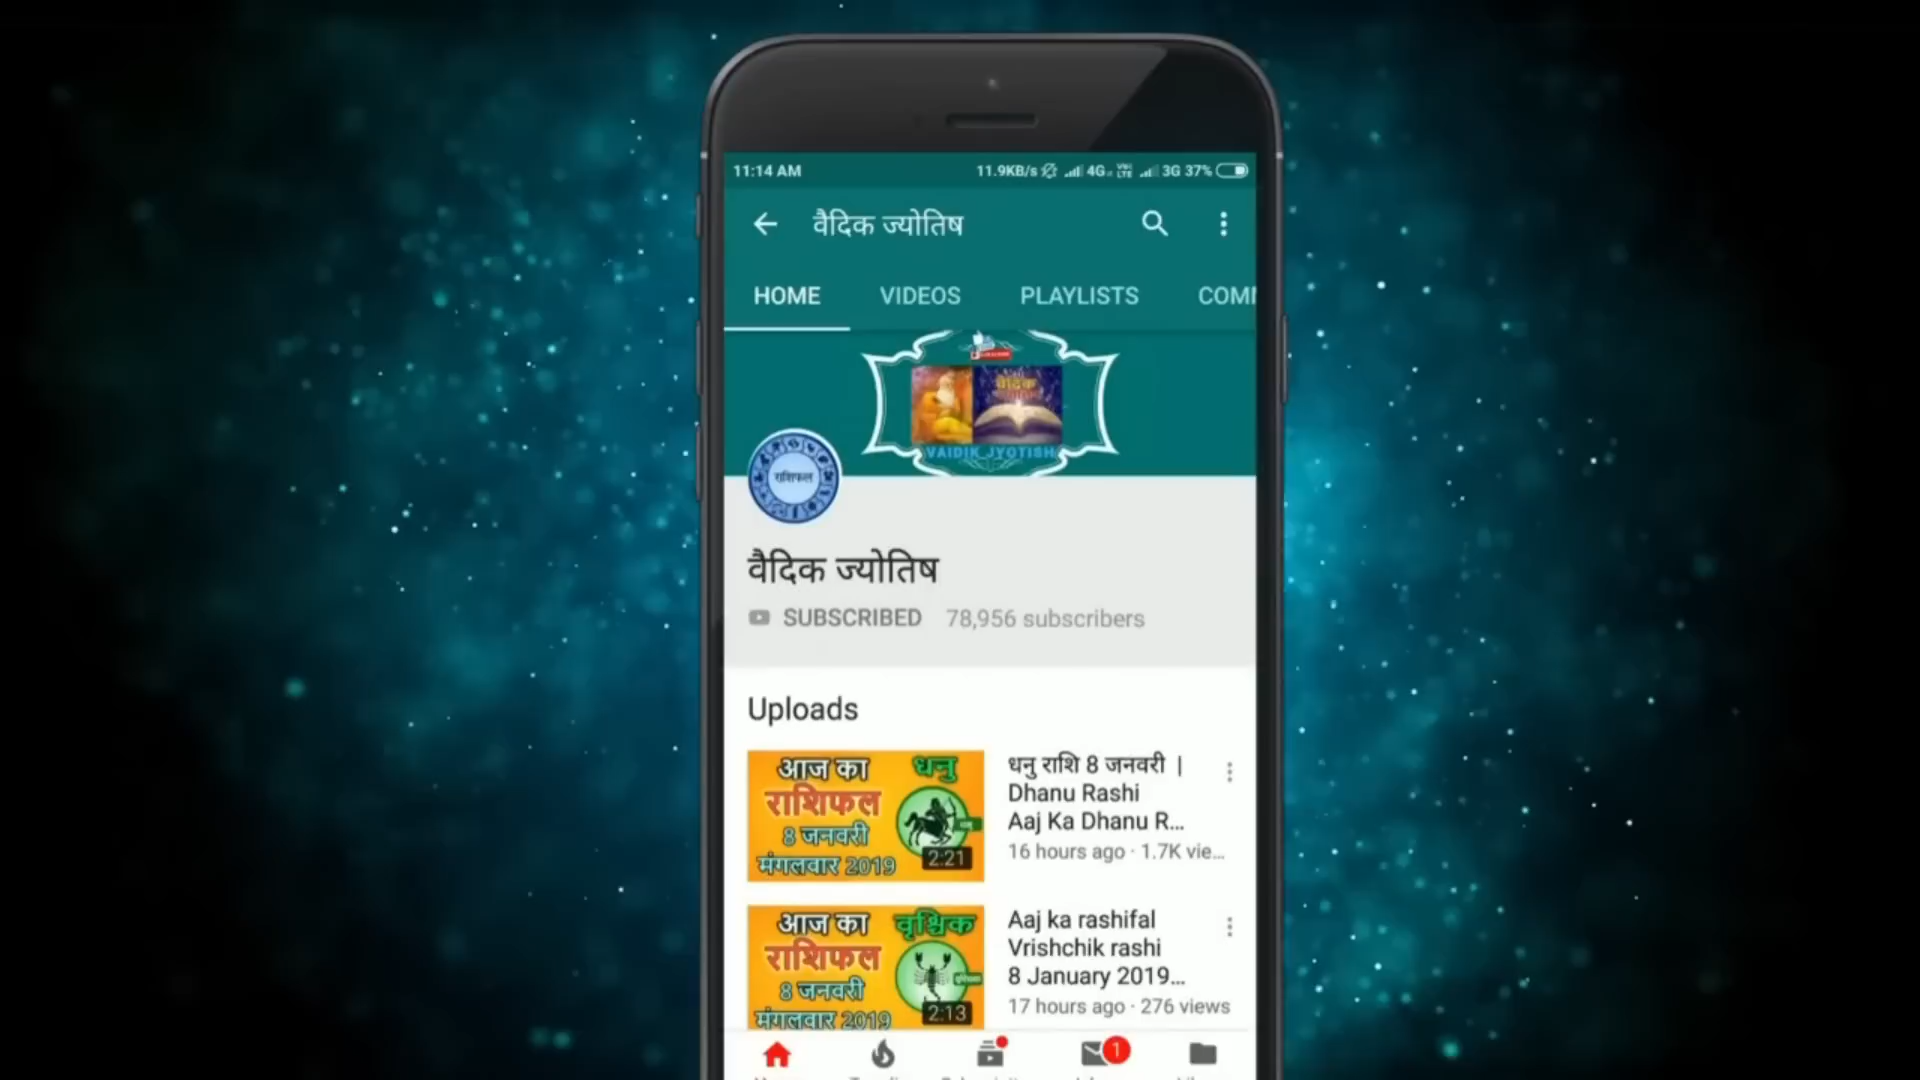 11:14 AM 11.9KB/s 4G VoLTE 3G 37%
वैदिक ज्योतिष
HOME VIDEOS PLAYLISTS COM
वैदिक
VAIDIK JYOTISH
राशिफल
वैदिक ज्योतिष
SUBSCRIBED 78,956 subscribers
Uploads
आज का धनु
राशिफल
8 जनवरी
मंगलवार 2019
2:21
धनु राशि 8 जनवरी |
Dhanu Rashi
Aaj Ka Dhanu R...
16 hours ago · 1.7K vie...
आज का वृश्चिक
राशिफल
8 जनवरी
मंगलवार 2019
2:13
Aaj ka rashifal
Vrishchik rashi
8 January 2019...
17 hours ago · 276 views
1